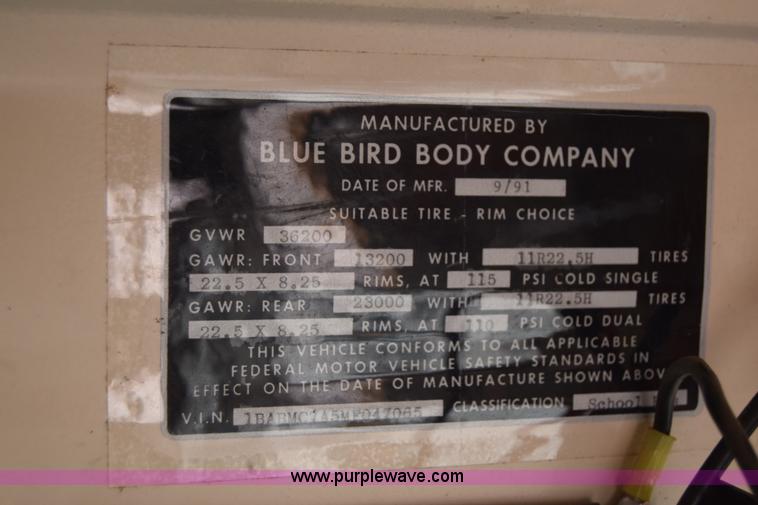 MANUFACTURED BY
BLUE BIRD BODY COMPANY
DATE OF MFR. 9/91
SUITABLE TIRE - RIM CHOICE
GVWR 36200
GAWR: FRONT 13200 WITH 11R22.5H TIRES
22.5 X 8.25 RIMS, AT 115 PSI COLD SINGLE
GAWR: REAR 23000 WITH 11R22.5H TIRES
22.5 X 8.25 RIMS, AT 110 PSI COLD DUAL
THIS VEHICLE CONFORMS TO ALL APPLICABLE
FEDERAL MOTOR VEHICLE SAFETY STANDARDS IN
EFFECT ON THE DATE OF MANUFACTURE SHOWN ABOV
V.I.N. CLASSIFICATION School
www.purplewave.com